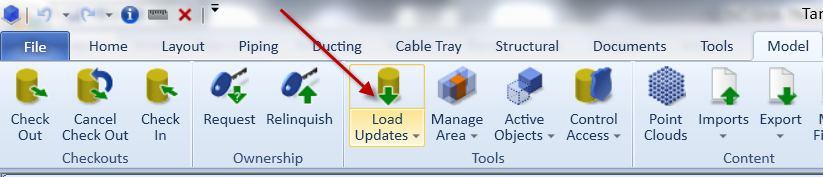 Tar
File Home Layout Piping Ducting Cable Tray Structural Documents Tools Model
Check Out Cancel Check Out Check In Request Relinquish Load Updates Manage Area Active Objects Control Access Point Clouds Imports Export
Checkouts Ownership Tools Content